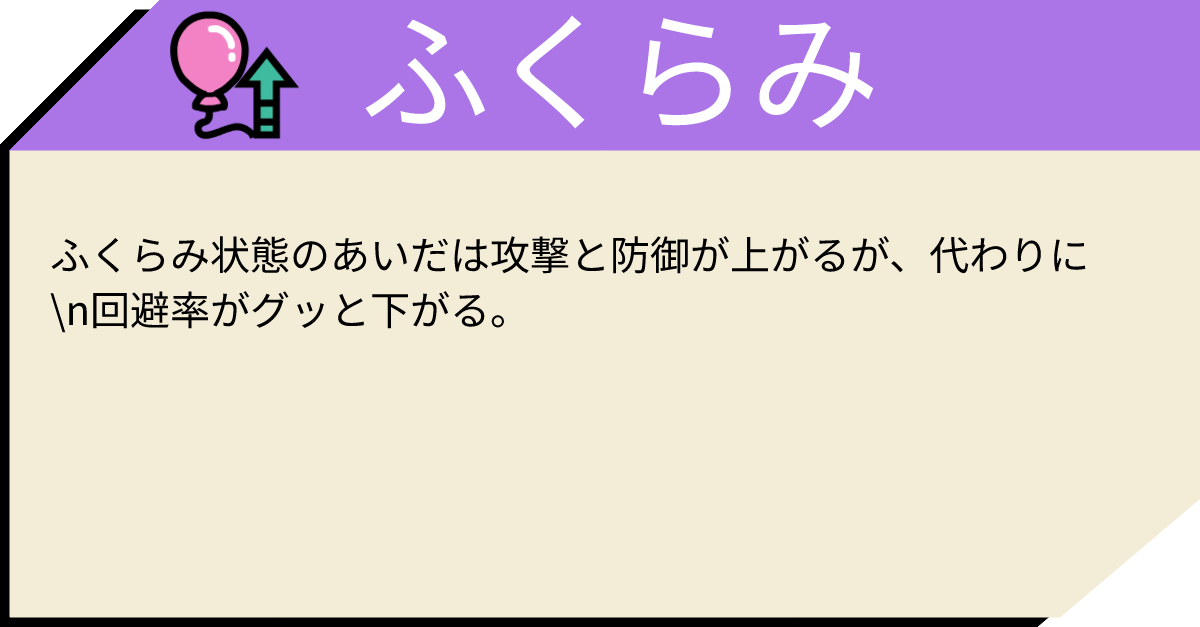 ふくらみ
ふくらみ状態のあいだは攻撃と防御が上がるが、代わりに
\n回避率がグッと下がる。